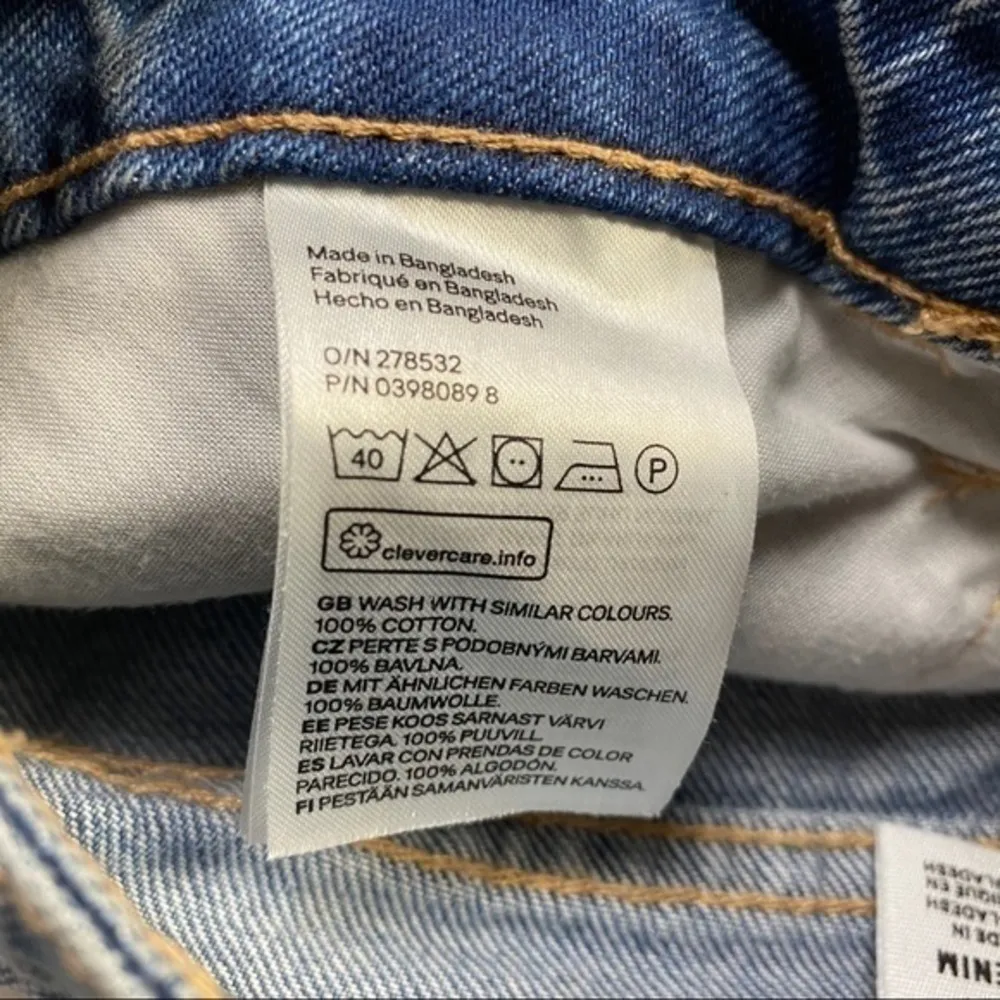 Made in Bangladesh
Fabriqué en Bangladesh
Hecho en Bangladesh
O/N 278532
P/N 0398089 8
40
P
clevercare.info
GB WASH WITH SIMILAR COLOURS.
100% COTTON.
CZ PERTE S PODOBNÝMI BARVAMI.
100% BAVLNA.
DE MIT ÄHNLICHEN FARBEN WASCHEN.
100% BAUMWOLLE.
EE PESE KOOS SARNAST VÄRVI
RIIETEGA. 100% PUUVILL.
ES LAVAR CON PRENDAS DE COLOR
PARECIDO. 100% ALGODÓN.
FI PESTÄÄN SAMANVÄRISTEN KANSSA.